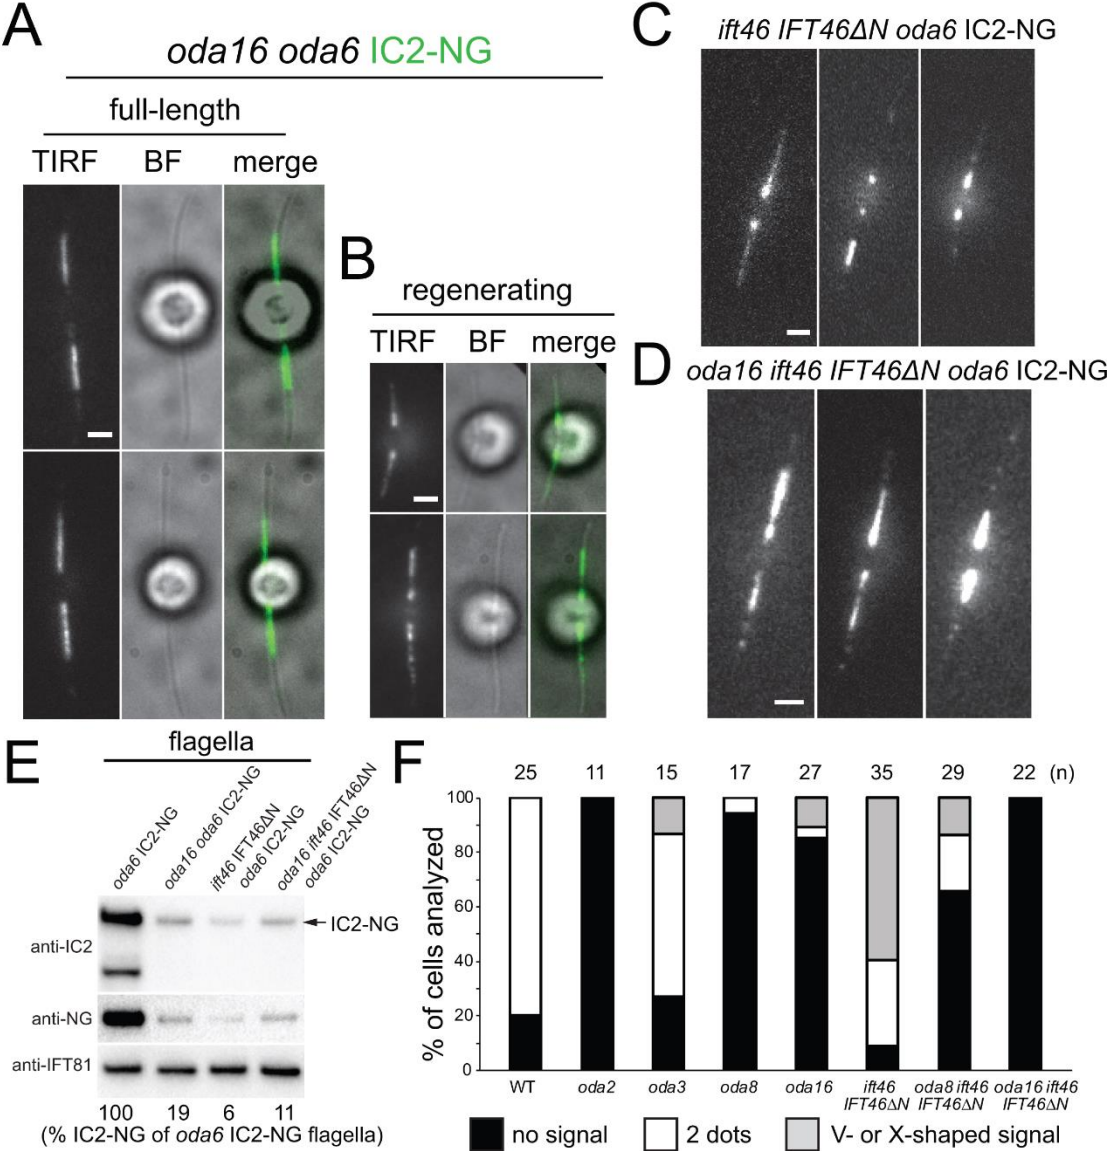 A
oda16 oda6 IC2-NG
full-length
TIRF BF merge
B
regenerating
TIRF BF merge
C
ift46 IFT46ΔN oda6 IC2-NG
D
oda16 ift46 IFT46ΔN oda6 IC2-NG
E
flagella
oda6 IC2-NG
oda16 oda6 IC2-NG
ift46 IFT46ΔN
oda6 IC2-NG
oda16 ift46 IFT46ΔN
oda6 IC2-NG
IC2-NG
anti-IC2
anti-NG
anti-IFT81
100 19 6 11
(% IC2-NG of oda6 IC2-NG flagella)
F
25 11 15 17 27 35 29 22 (n)
% of cells analyzed
100
80
60
40
20
0
WT oda2 oda3 oda8 oda16 ift46 oda8 ift46 oda16 ift46
IFT46ΔN IFT46ΔN IFT46ΔN
no signal 2 dots V- or X-shaped signal